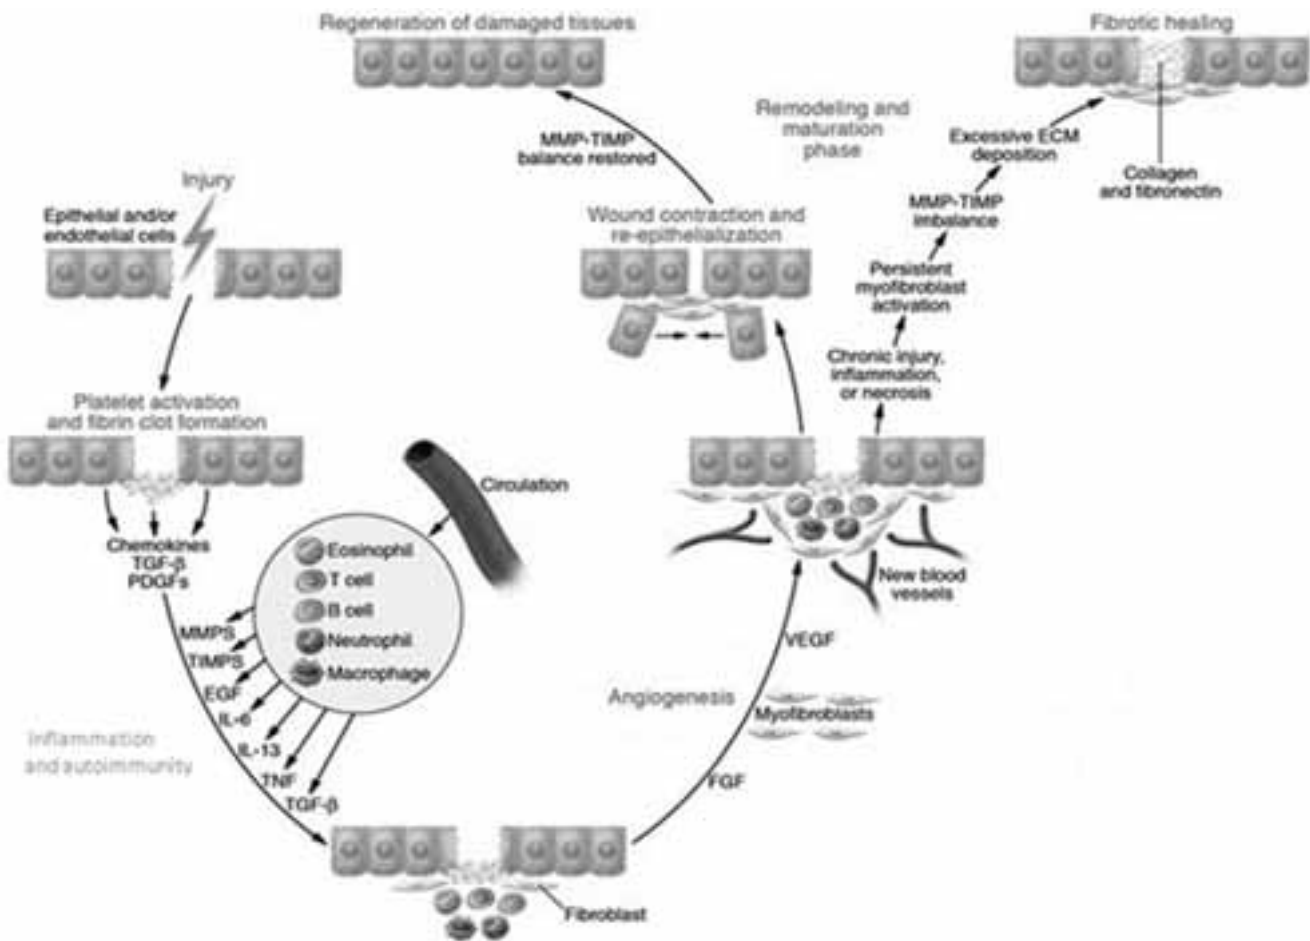 Regeneration of damaged tissues
Fibrotic healing
Remodeling and
maturation
phase
Excessive ECM
deposition
MMP-TIMP
balance restored
Collagen
and fibronectin
Injury
Epithelial and/or
endothelial cells
MMP-TIMP
imbalance
Wound contraction and
re-epithelialization
Persistent
myofibroblast
activation
Chronic injury,
inflammation,
or necrosis
Platelet activation
and fibrin clot formation
Circulation
Chemokines
TGF-β
PDGFs
Eosinophil
T cell
B cell
Neutrophil
Macrophage
New blood
vessels
MMPS
TIMPS
EGF
IL-6
IL-13
TNF
TGF-β
VEGF
Angiogenesis
Myofibroblasts
FGF
Inflammation
and autoimmunity
Fibroblast